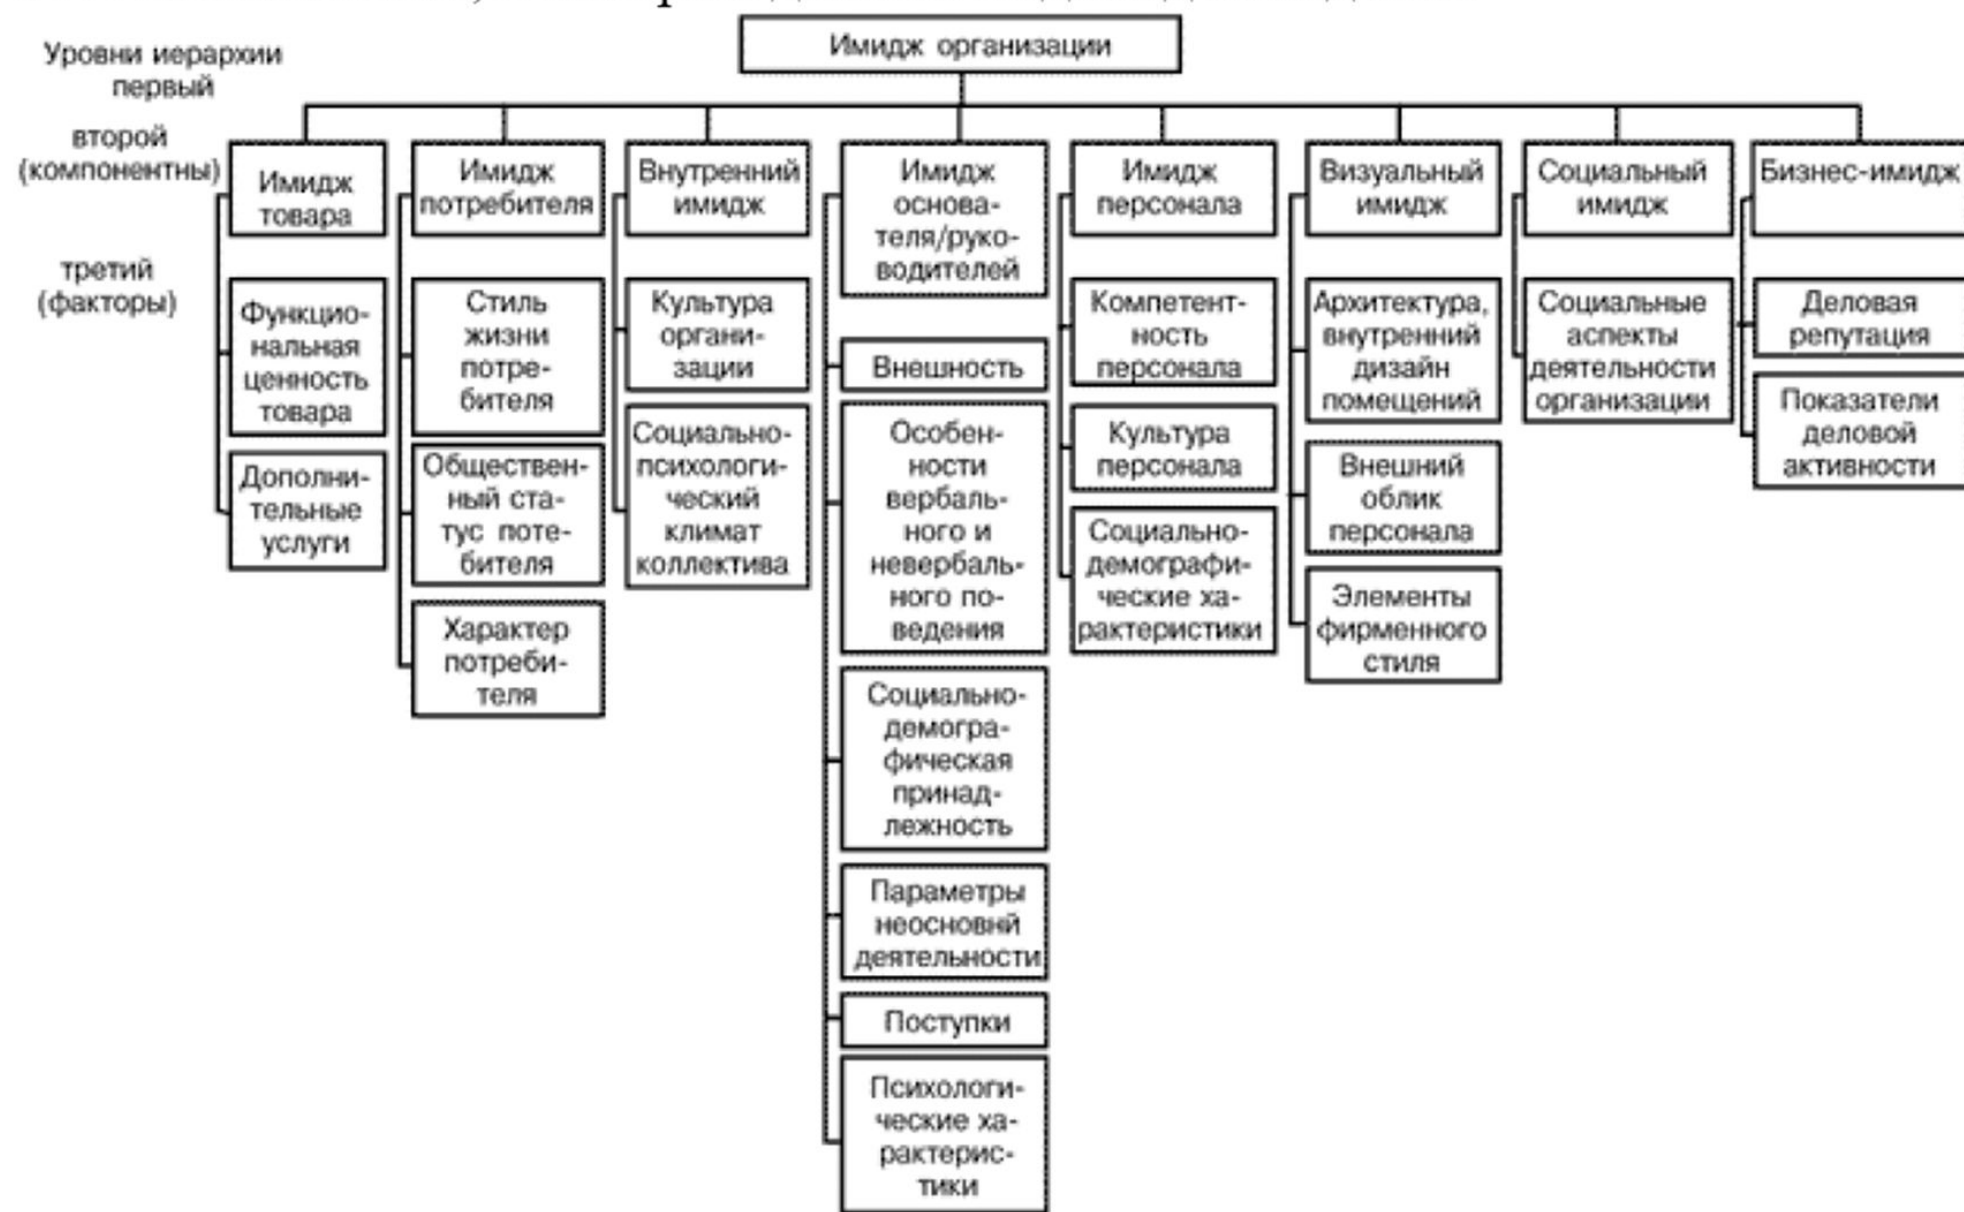 Имидж организации
Уровни иерархии
первый
второй
(компонентны)
Имидж
товара
Имидж
потребителя
Внутренний
имидж
Имидж
основа-
теля/руко-
водителей
Имидж
персонала
Визуальный
имидж
Социальный
имидж
Бизнес-имидж
третий
(факторы)
Функцио-
нальная
ценность
товара
Дополни-
тельные
услуги
Стиль
жизни
потре-
бителя
Обществен-
ный ста-
тус поте-
бителя
Характер
потреби-
теля
Культура
органи-
зации
Социально-
психологи-
ческий
климат
коллектива
Внешность
Особен-
ности
вербаль-
ного и
невербаль-
ного по-
ведения
Социально-
демогра-
фическая
принад-
лежность
Параметры
неосновнй
деятельности
Поступки
Психологи-
ческие ха-
рактерис-
тики
Компетент-
ность
персонала
Культура
персонала
Социально-
демографи-
ческие ха-
рактеристики
Архитектура,
внутренний
дизайн
помещений
Внешний
облик
персонала
Элементы
фирменного
стиля
Социальные
аспекты
деятельности
организации
Деловая
репутация
Показатели
деловой
активности